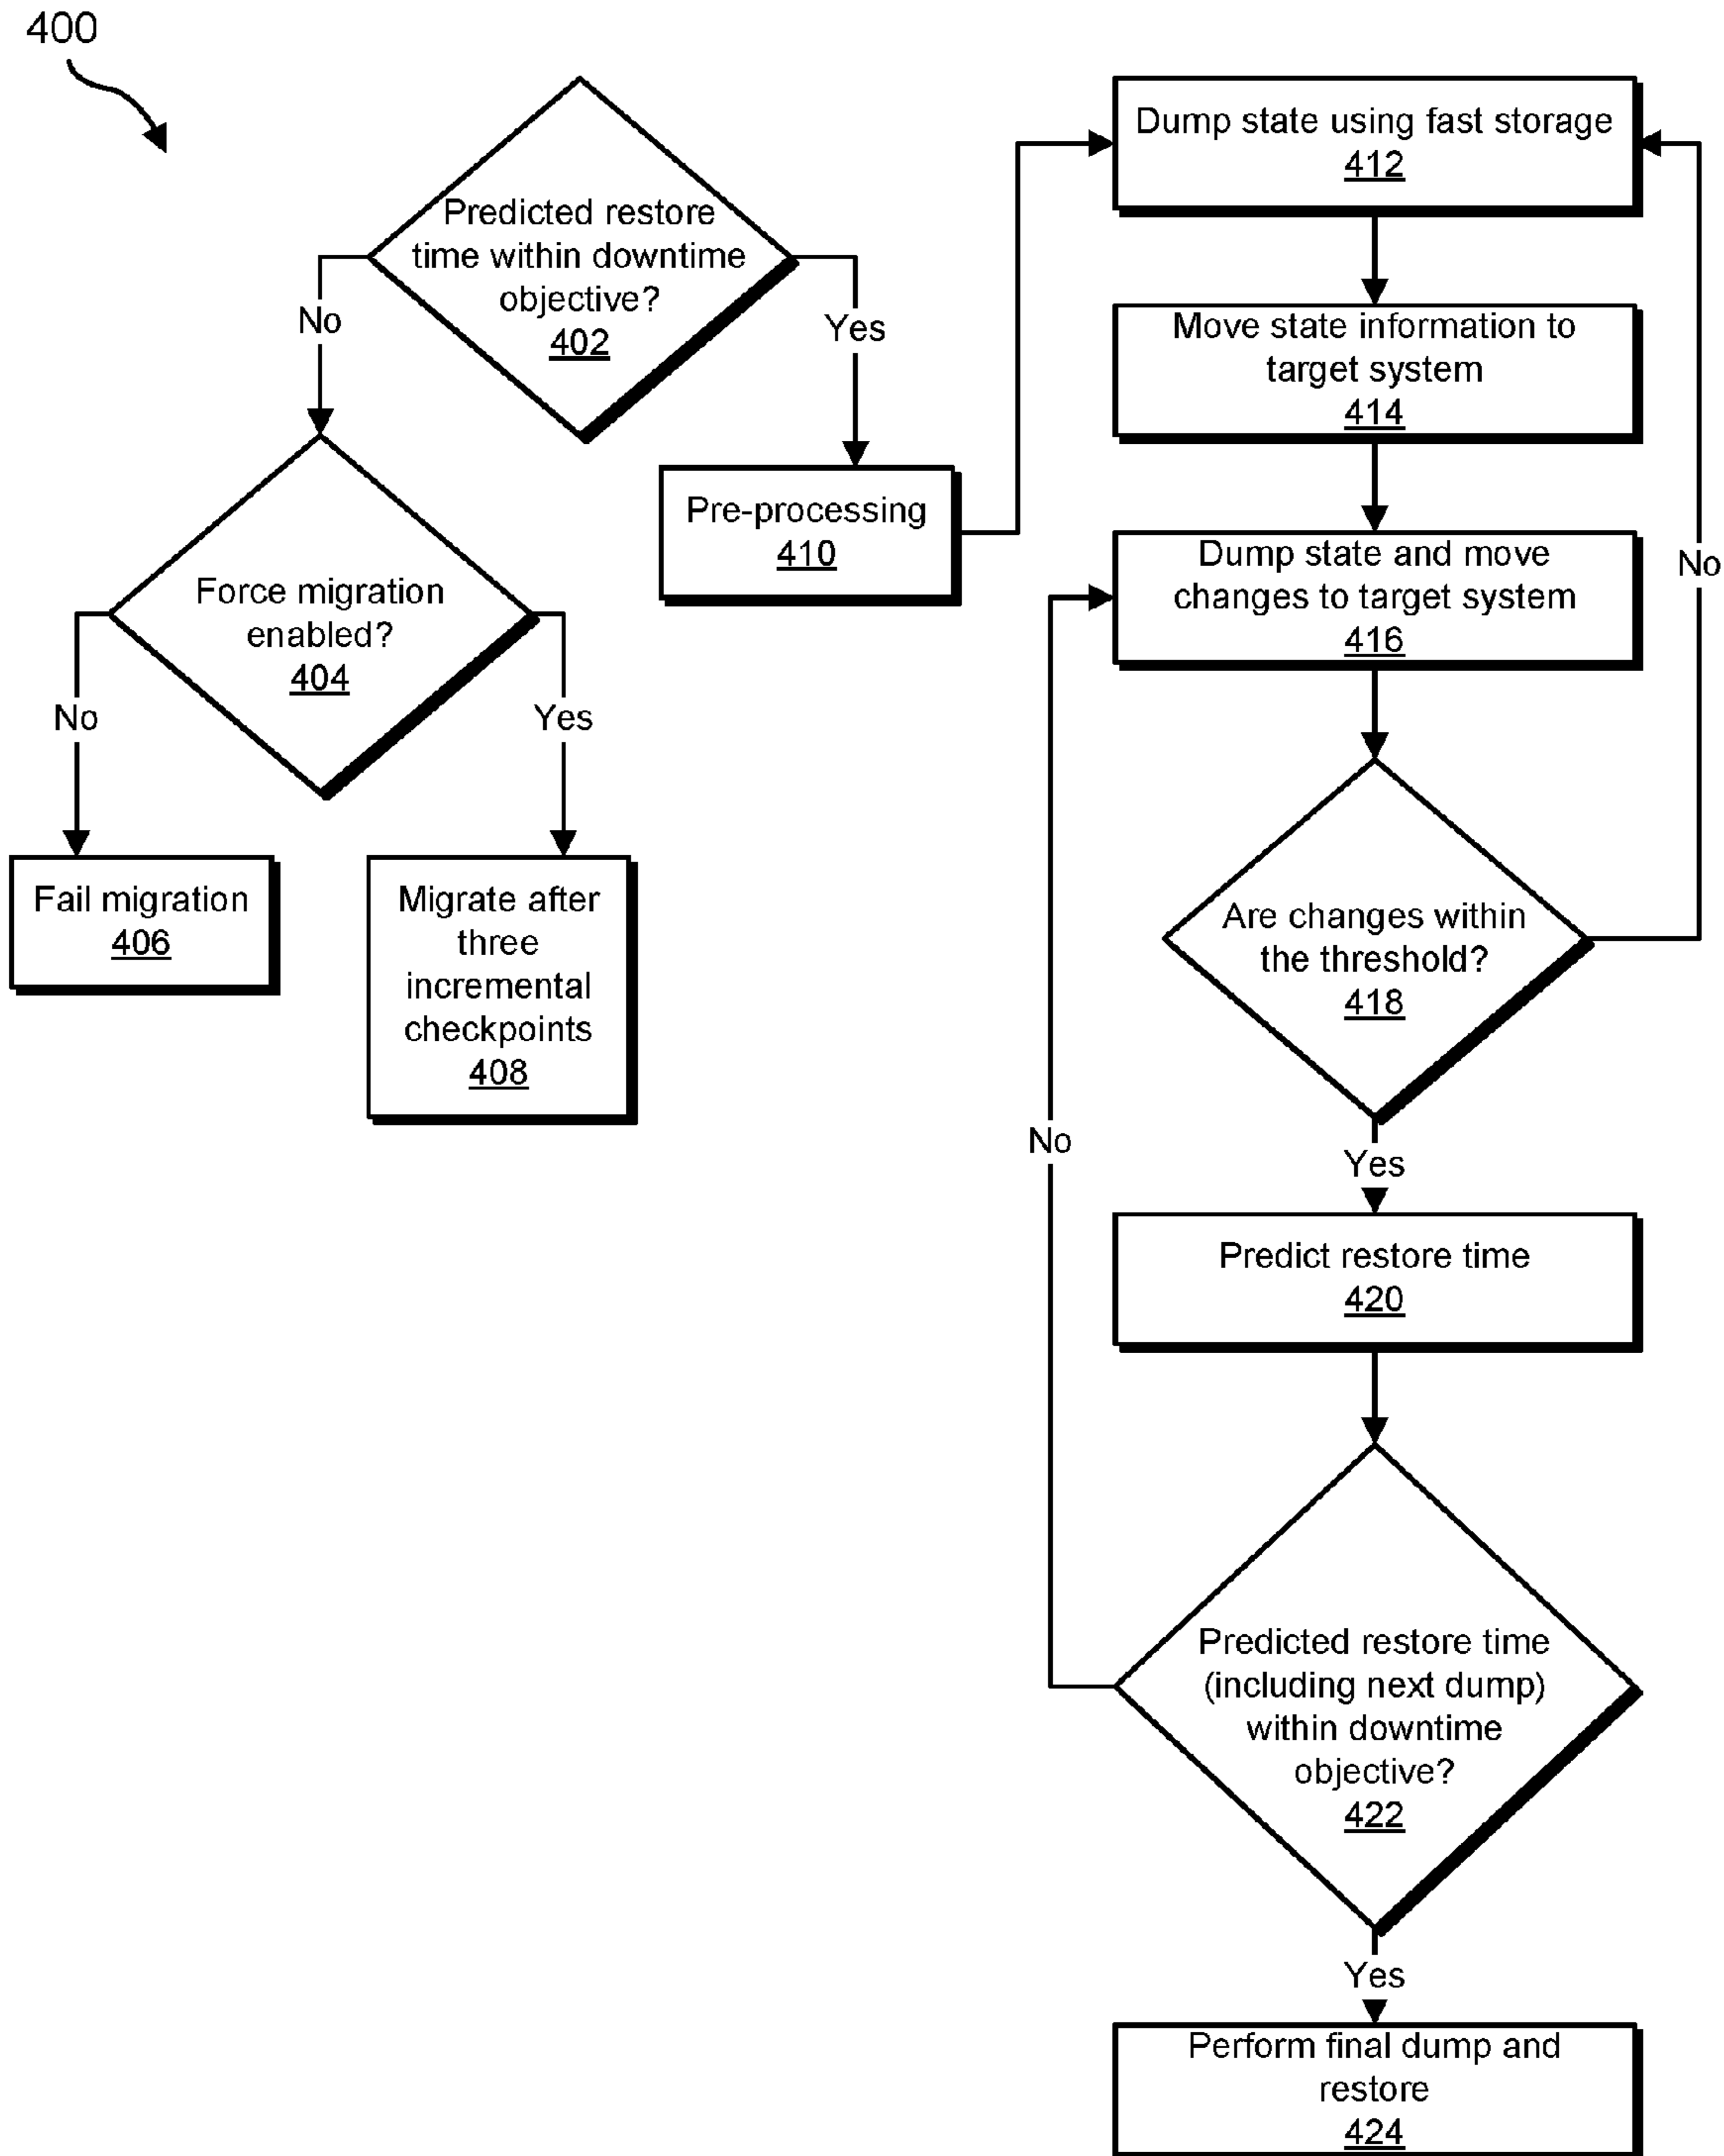 400
Predicted restore
time within downtime
objective?
402
No
Yes
Force migration
enabled?
404
No
Yes
Fail migration
406
Migrate after
three
incremental
checkpoints
408
Pre-processing
410
Dump state using fast storage
412
Move state information to
target system
414
Dump state and move
changes to target system
416
Are changes within
the threshold?
418
No
Yes
Predict restore time
420
Predicted restore time
(including next dump)
within downtime
objective?
422
No
Yes
Perform final dump and
restore
424